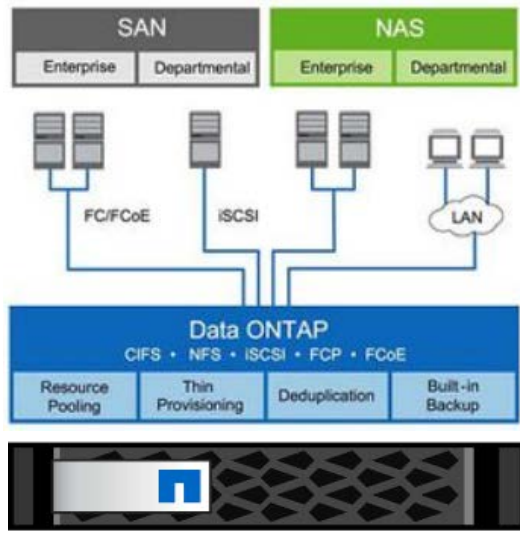 SAN NAS
Enterprise Departmental Enterprise Departmental
FC/FCoE iSCSI LAN
Data ONTAP
CIFS • NFS • iSCSI • FCP • FCoE
Resource Pooling
Thin Provisioning
Deduplication
Built-in Backup